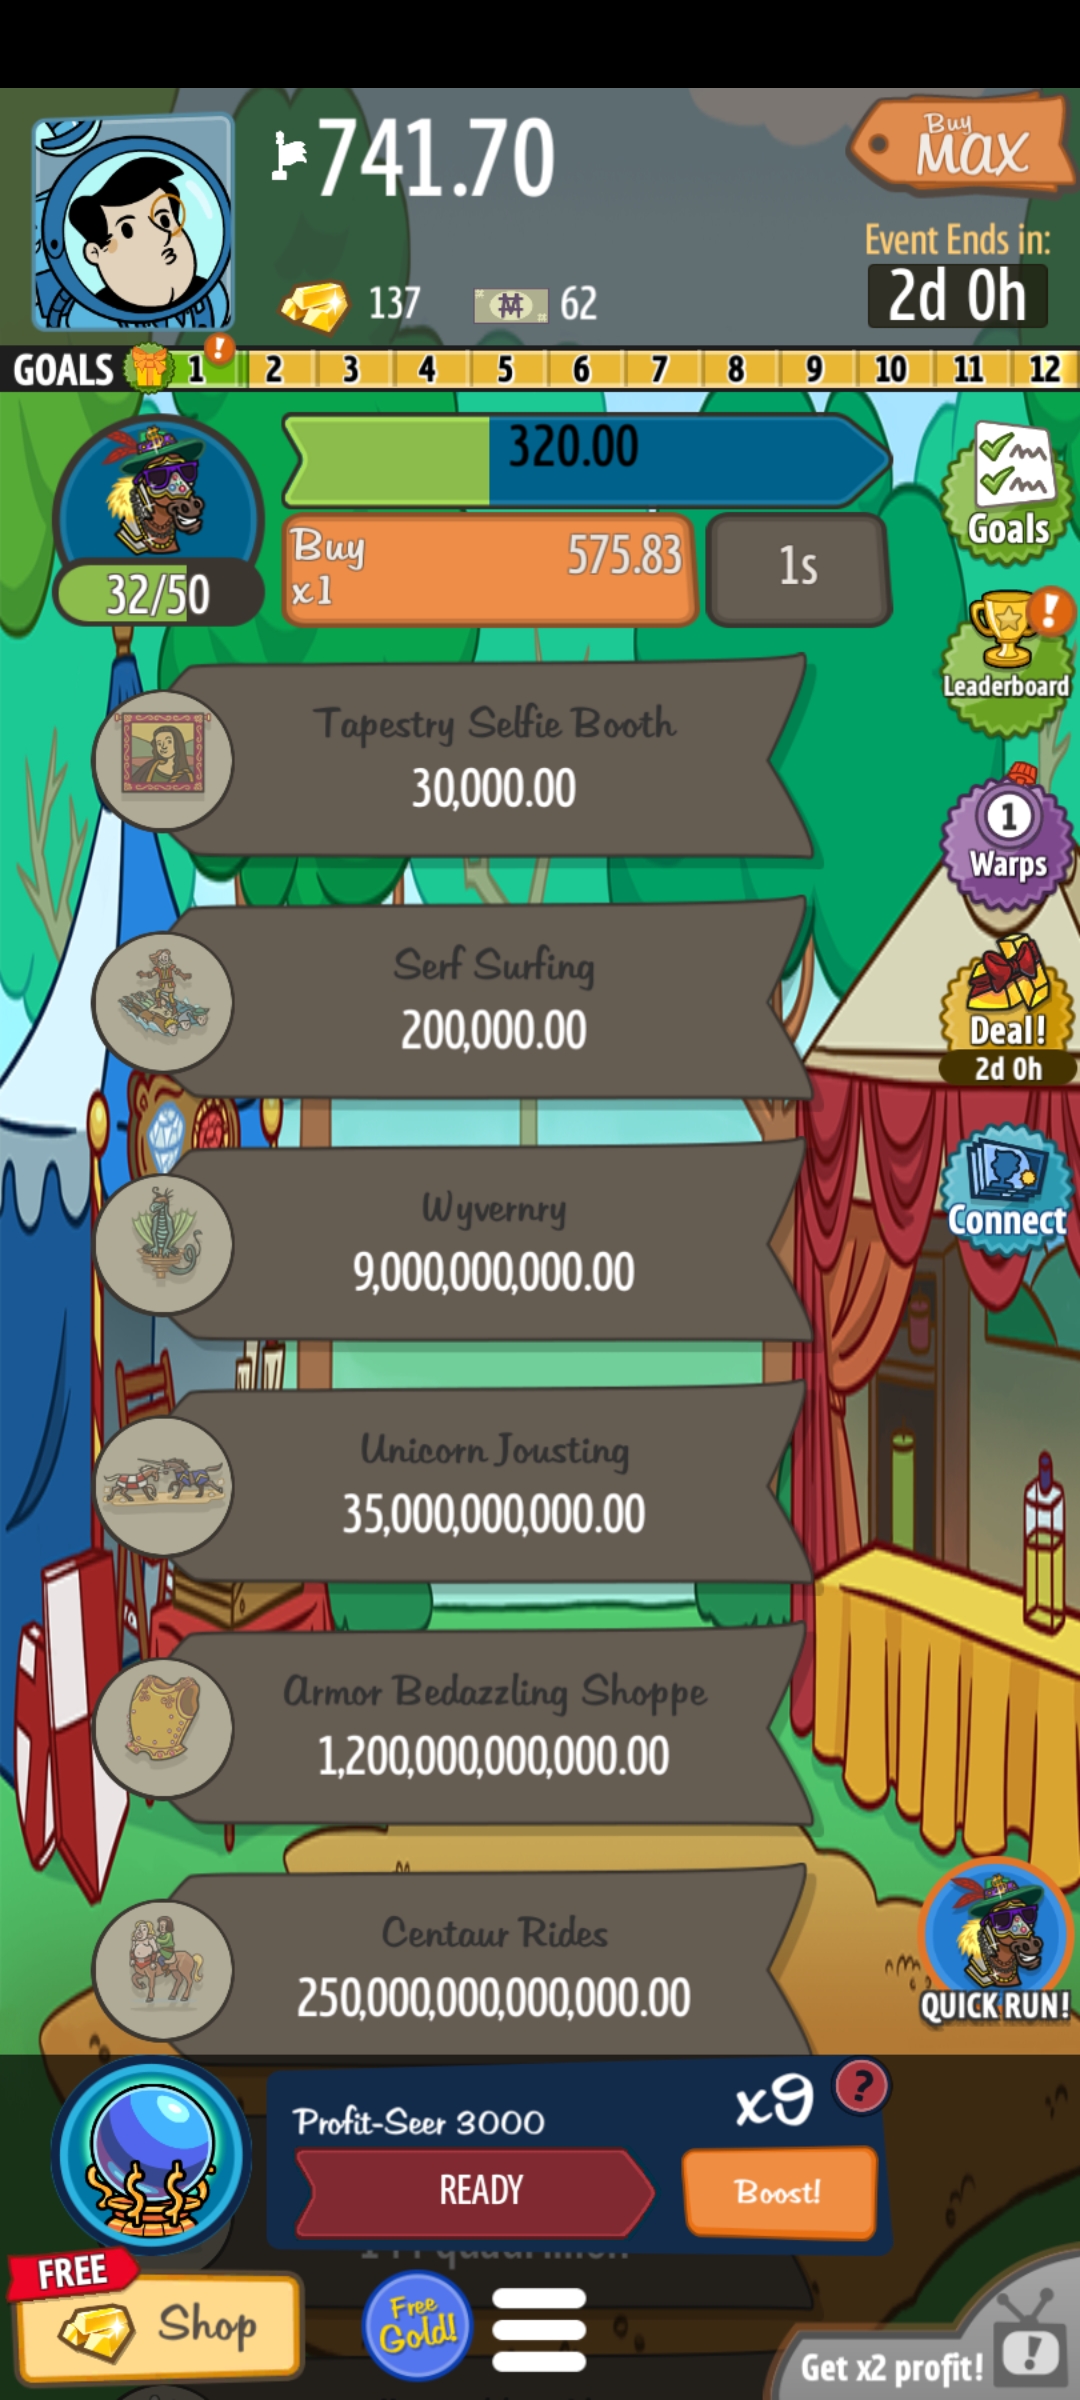 741.70
Buy
MAX
137
62
Event Ends in:
2d 0h
GOALS 1 ! 2 3 4 5 6 7 8 9 10 11 12
320.00
32/50
Buy
x1
575.83
1s
Goals
!
Leaderboard
Tapestry Selfie Booth
30,000.00
1
Warps
Serf Surfing
200,000.00
Deal!
2d 0h
Wyvernry
9,000,000,000.00
Connect
Unicorn Jousting
35,000,000,000.00
Armor Bedazzling Shoppe
1,200,000,000,000.00
Centaur Rides
250,000,000,000,000.00
QUICK RUN!
Profit-Seer 3000
x9
?
READY
Boost!
FREE
Shop
Free
Gold!
Get x2 profit!
!